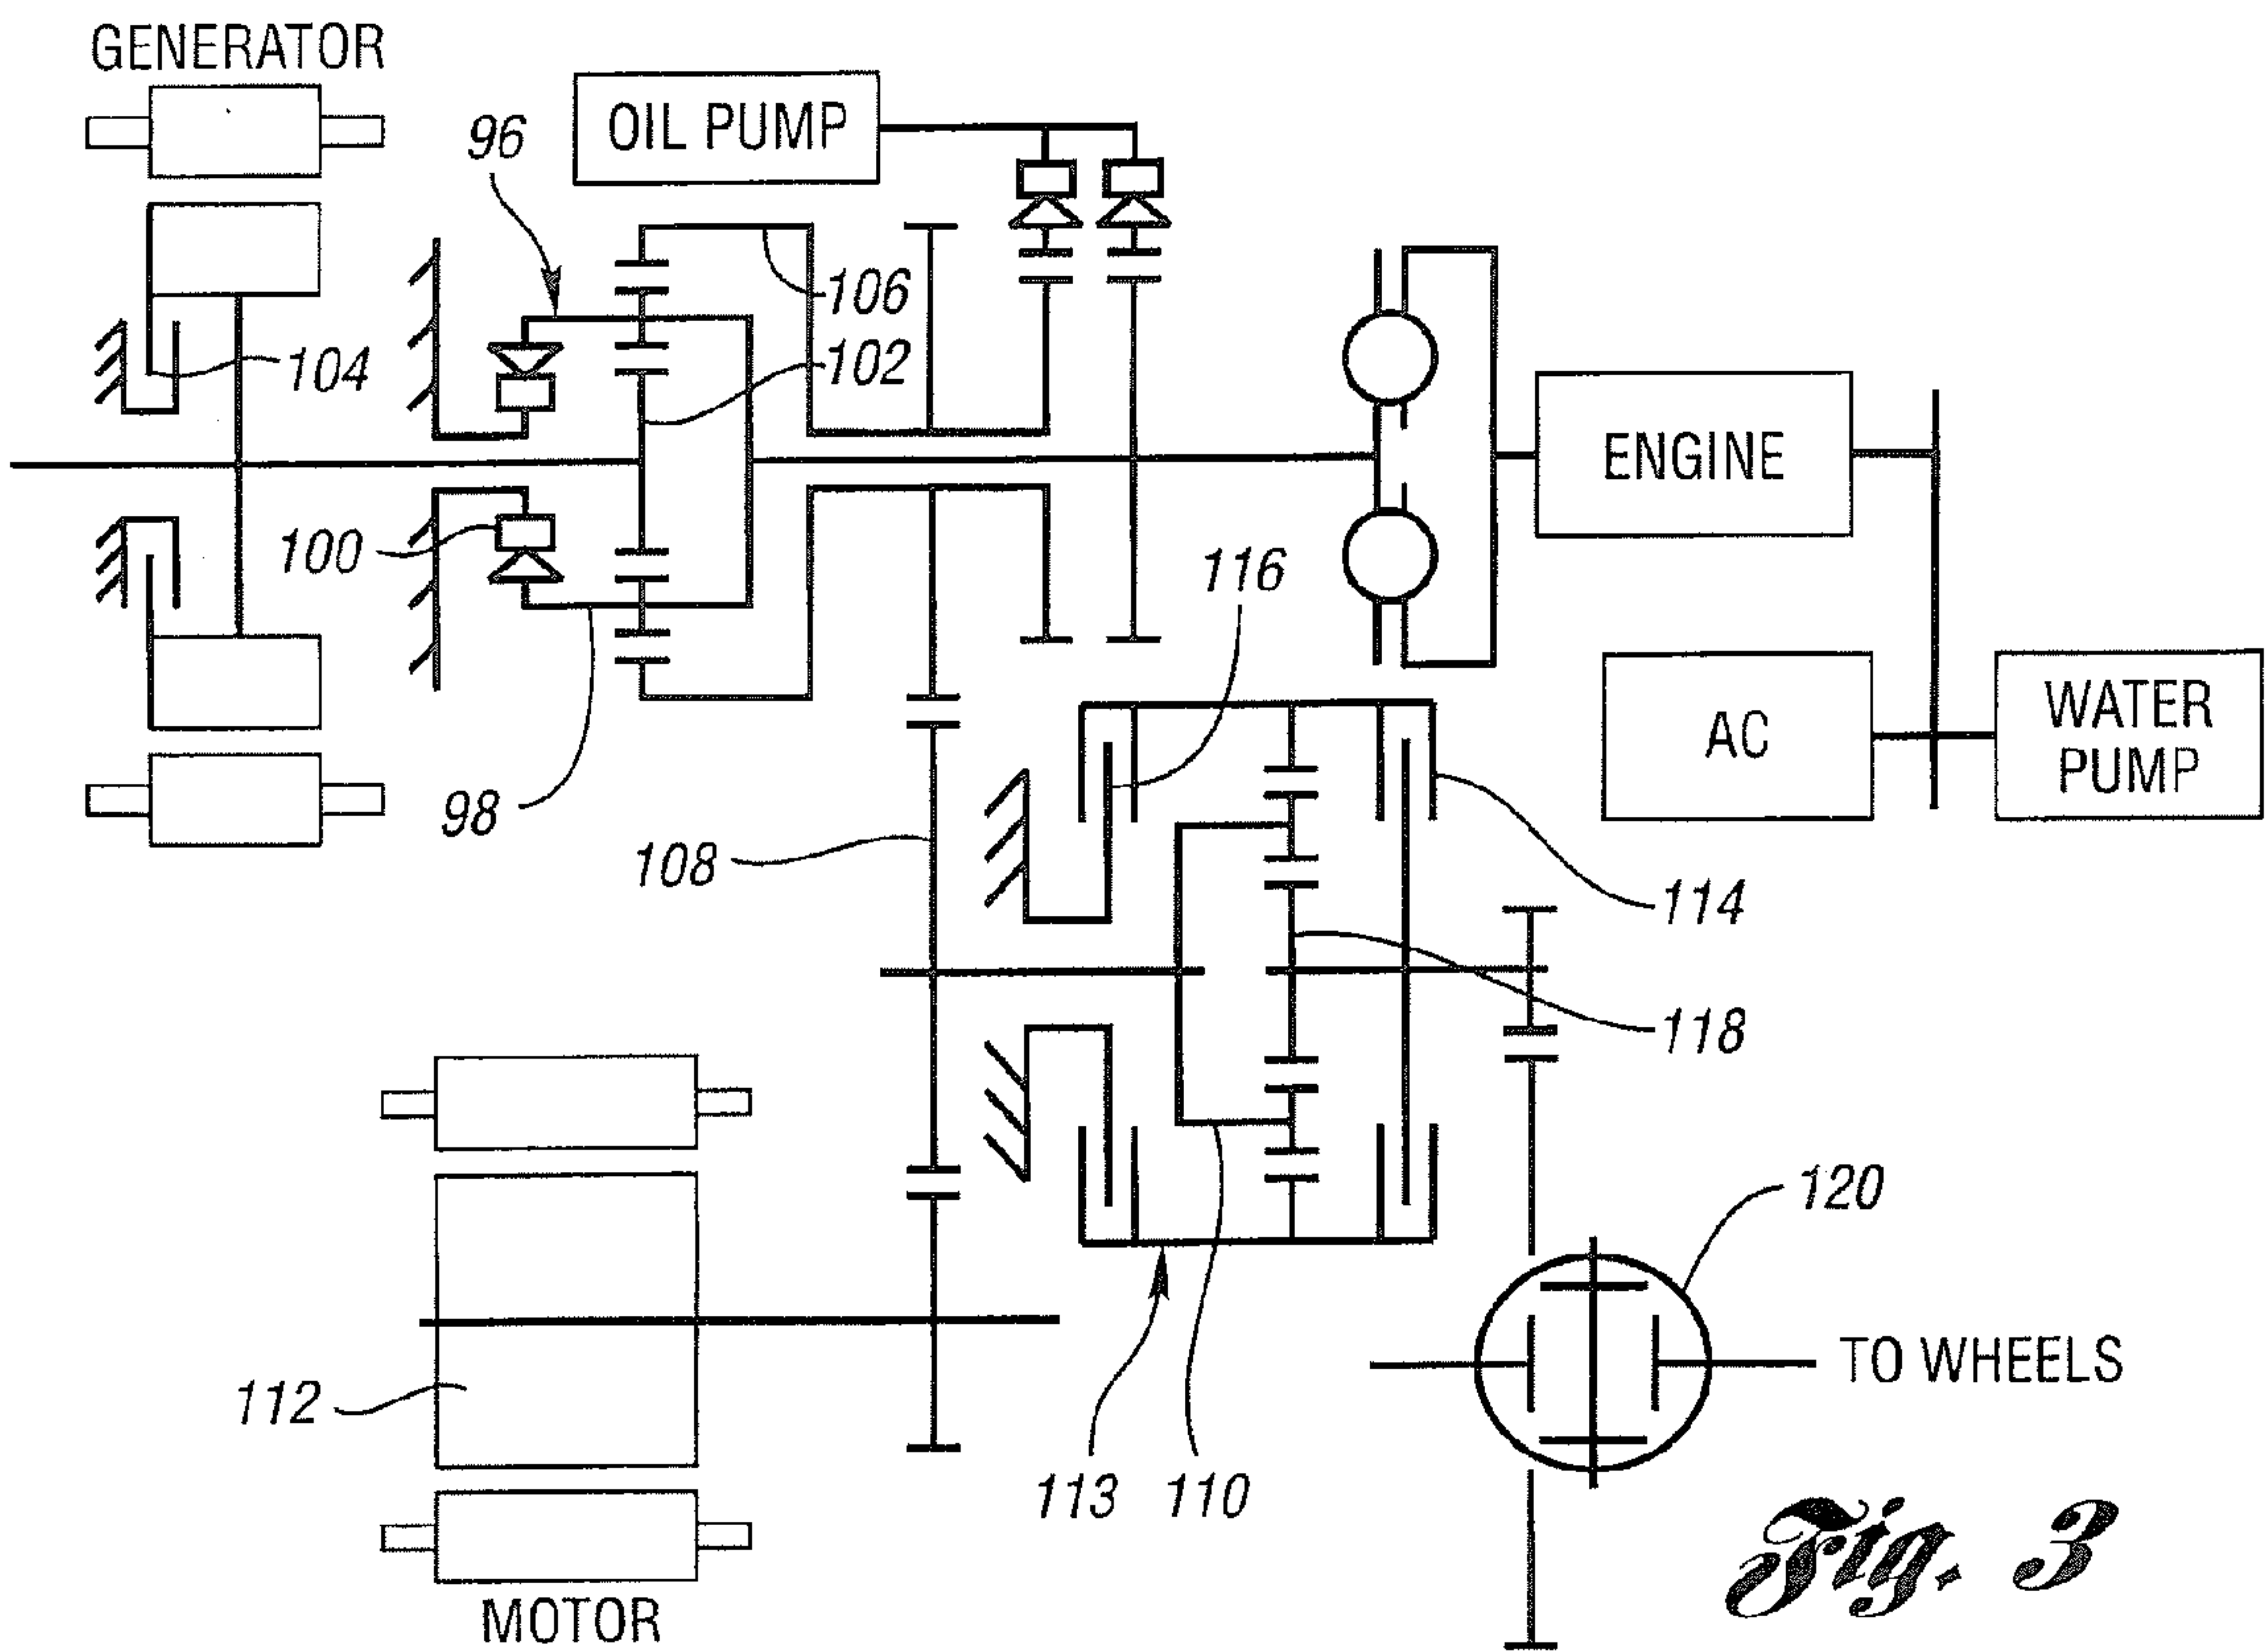 GENERATOR
OIL PUMP
96
106
104
102
ENGINE
100
116
AC
WATER
PUMP
98
108
114
118
120
TO WHEELS
112
113
110
MOTOR
Fig. 3